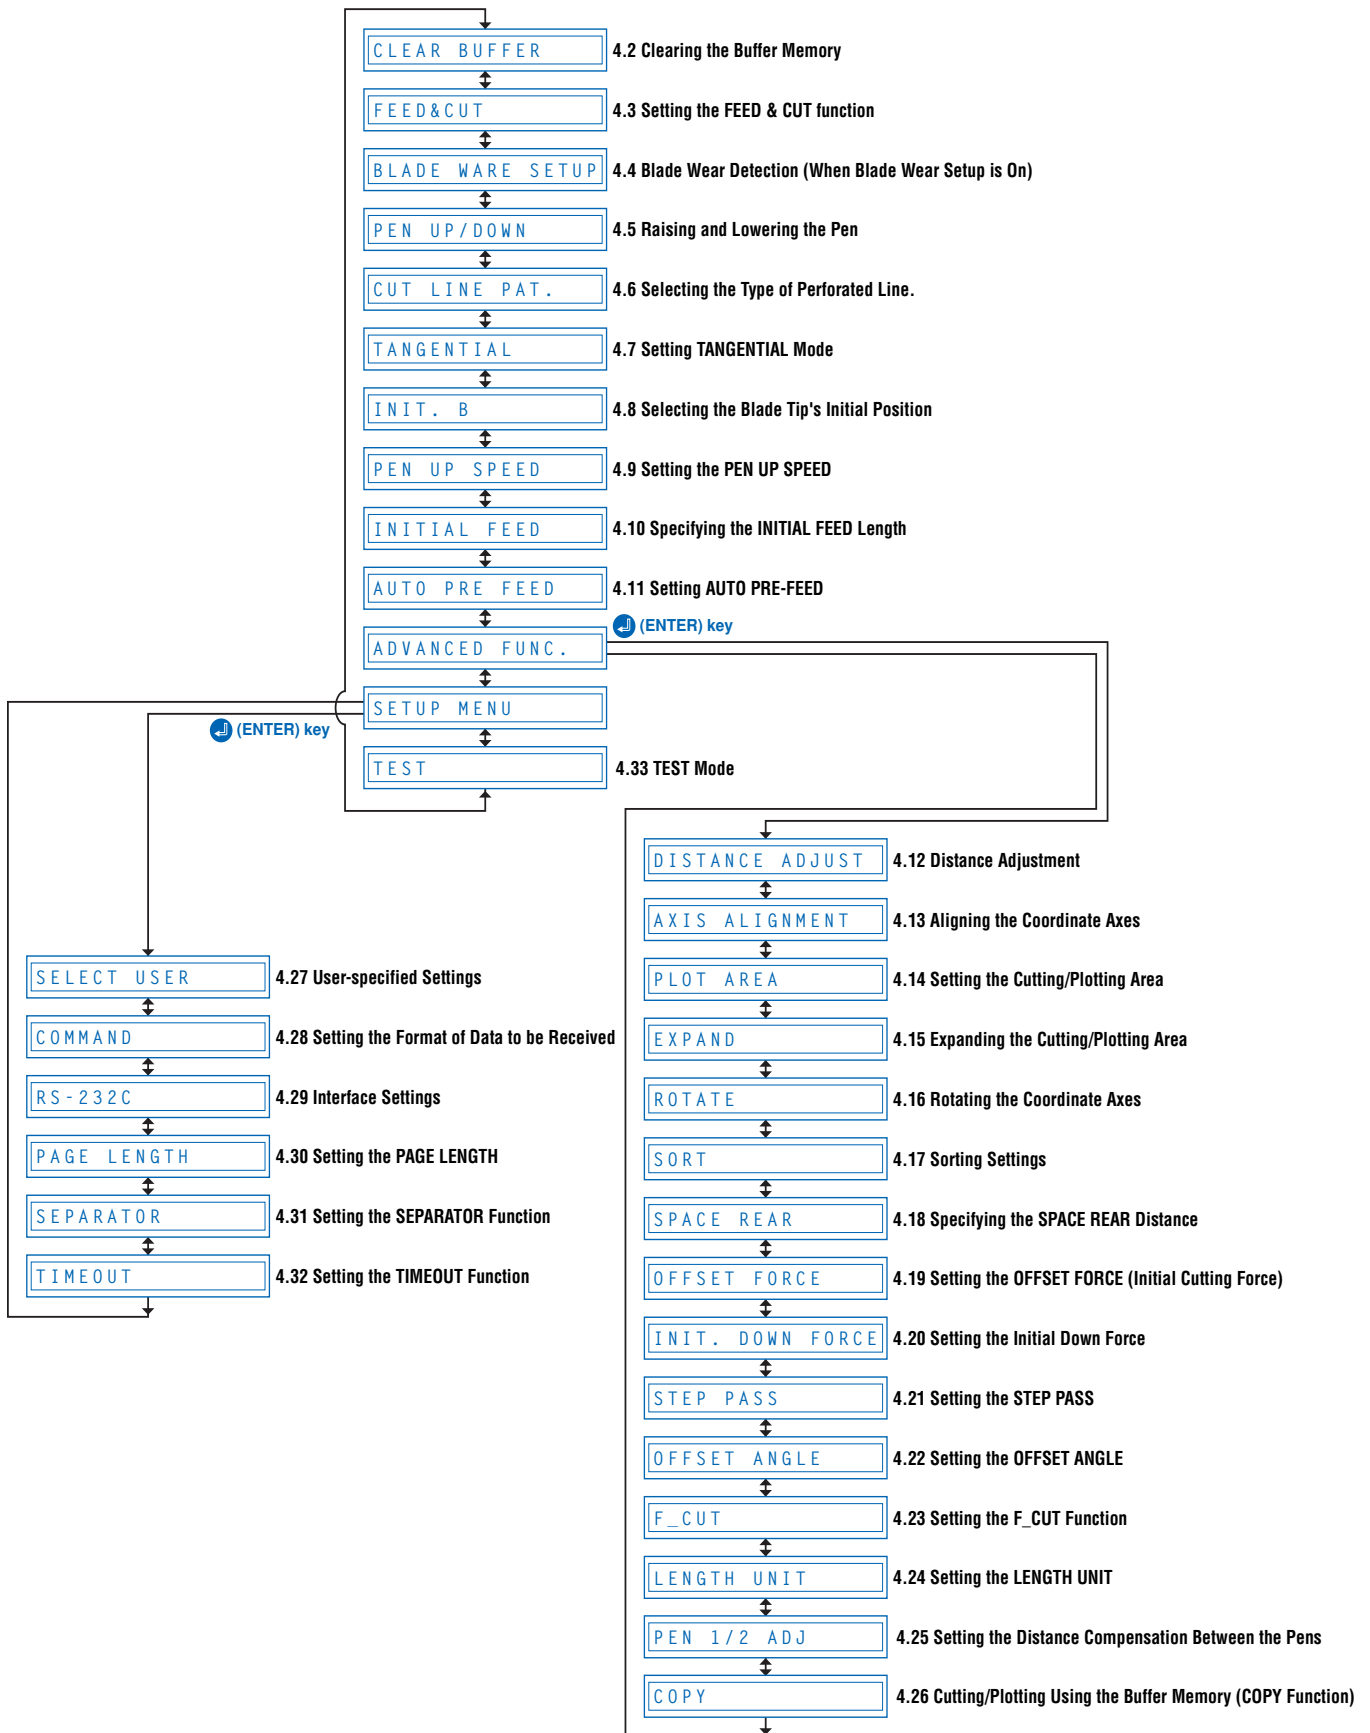 CLEAR BUFFER 4.2 Clearing the Buffer Memory
FEED&CUT 4.3 Setting the FEED & CUT function
BLADE WARE SETUP 4.4 Blade Wear Detection (When Blade Wear Setup is On)
PEN UP/DOWN 4.5 Raising and Lowering the Pen
CUT LINE PAT. 4.6 Selecting the Type of Perforated Line.
TANGENTIAL 4.7 Setting TANGENTIAL Mode
INIT. B 4.8 Selecting the Blade Tip's Initial Position
PEN UP SPEED 4.9 Setting the PEN UP SPEED
INITIAL FEED 4.10 Specifying the INITIAL FEED Length
AUTO PRE FEED 4.11 Setting AUTO PRE-FEED
(ENTER) key
ADVANCED FUNC.
SETUP MENU
(ENTER) key
TEST 4.33 TEST Mode
SELECT USER 4.27 User-specified Settings
COMMAND 4.28 Setting the Format of Data to be Received
RS-232C 4.29 Interface Settings
PAGE LENGTH 4.30 Setting the PAGE LENGTH
SEPARATOR 4.31 Setting the SEPARATOR Function
TIMEOUT 4.32 Setting the TIMEOUT Function
DISTANCE ADJUST 4.12 Distance Adjustment
AXIS ALIGNMENT 4.13 Aligning the Coordinate Axes
PLOT AREA 4.14 Setting the Cutting/Plotting Area
EXPAND 4.15 Expanding the Cutting/Plotting Area
ROTATE 4.16 Rotating the Coordinate Axes
SORT 4.17 Sorting Settings
SPACE REAR 4.18 Specifying the SPACE REAR Distance
OFFSET FORCE 4.19 Setting the OFFSET FORCE (Initial Cutting Force)
INIT. DOWN FORCE 4.20 Setting the Initial Down Force
STEP PASS 4.21 Setting the STEP PASS
OFFSET ANGLE 4.22 Setting the OFFSET ANGLE
F_CUT 4.23 Setting the F_CUT Function
LENGTH UNIT 4.24 Setting the LENGTH UNIT
PEN 1/2 ADJ 4.25 Setting the Distance Compensation Between the Pens
COPY 4.26 Cutting/Plotting Using the Buffer Memory (COPY Function)